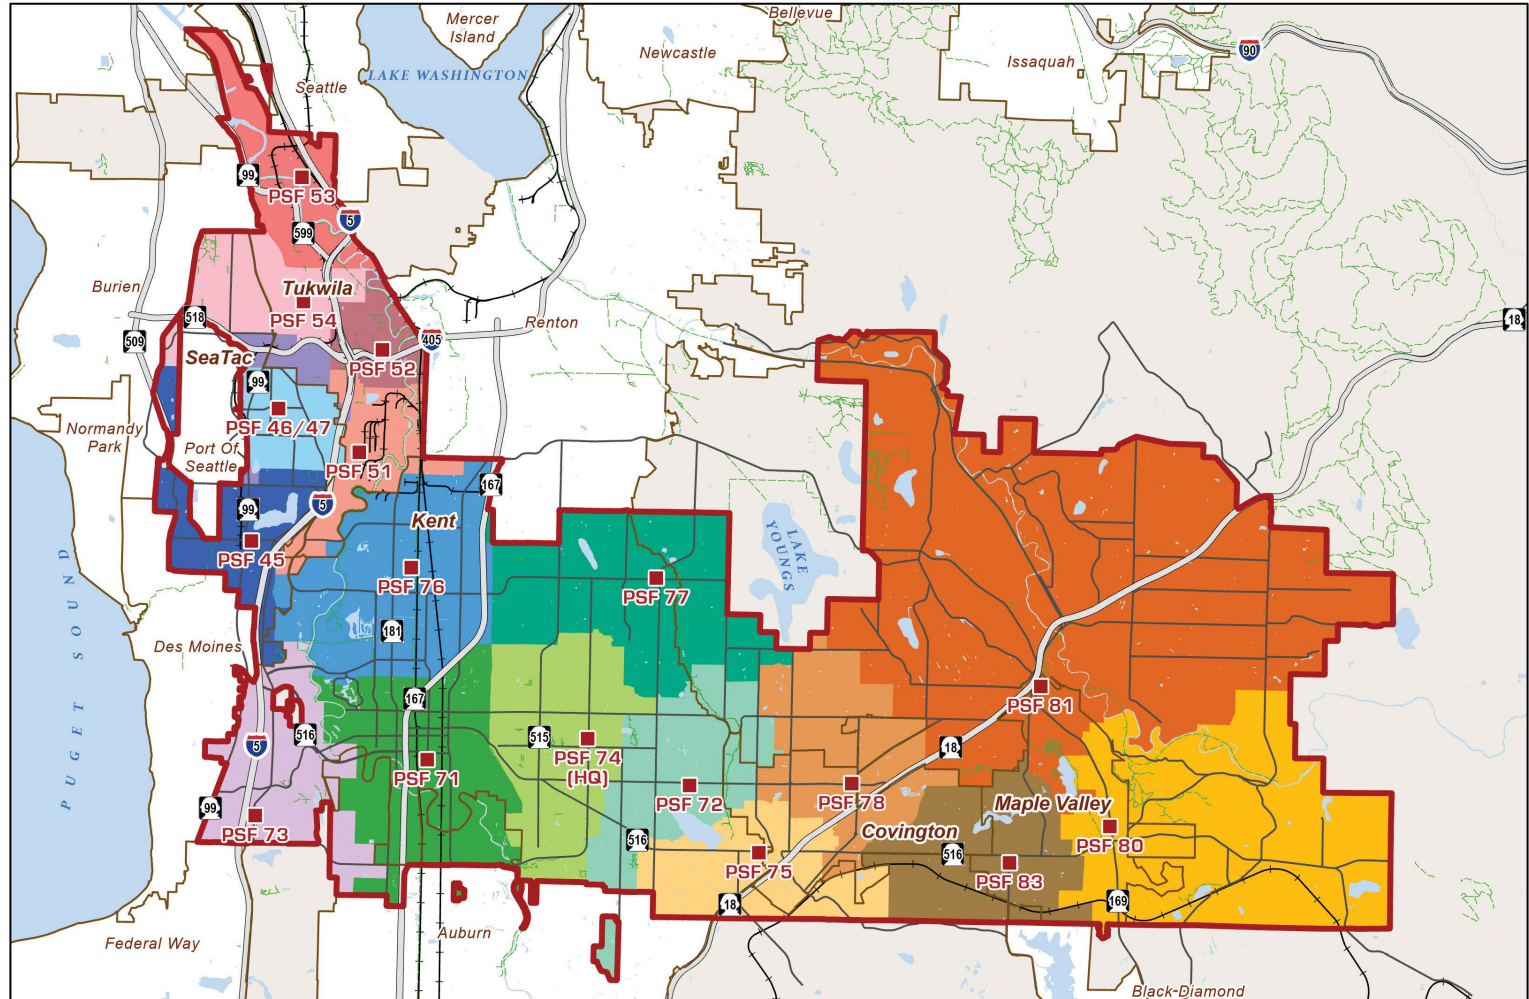 Mercer
Island
Bellevue
Newcastle
Issaquah
90
LAKE WASHINGTON
Seattle
99
PSF 53
5
599
Tukwila
Burien
PSF 54
518
509
SeaTac
405
Renton
18
PSF 52
99
PSF 46/47
Normandy
Park
Port Of
Seattle
PSF 51
167
5
99
Kent
LAKE
YOUNGS
PSF 45
PSF 76
PSF 77
181
Des Moines
PUGET SOUND
167
PSF 81
516
5
515
PSF 74
(HQ)
18
PSF 71
PSF 72
PSF 78
99
PSF 73
Maple Valley
Covington
516
516
PSF 80
PSF 75
PSF 83
18
169
Federal Way
Auburn
Black Diamond